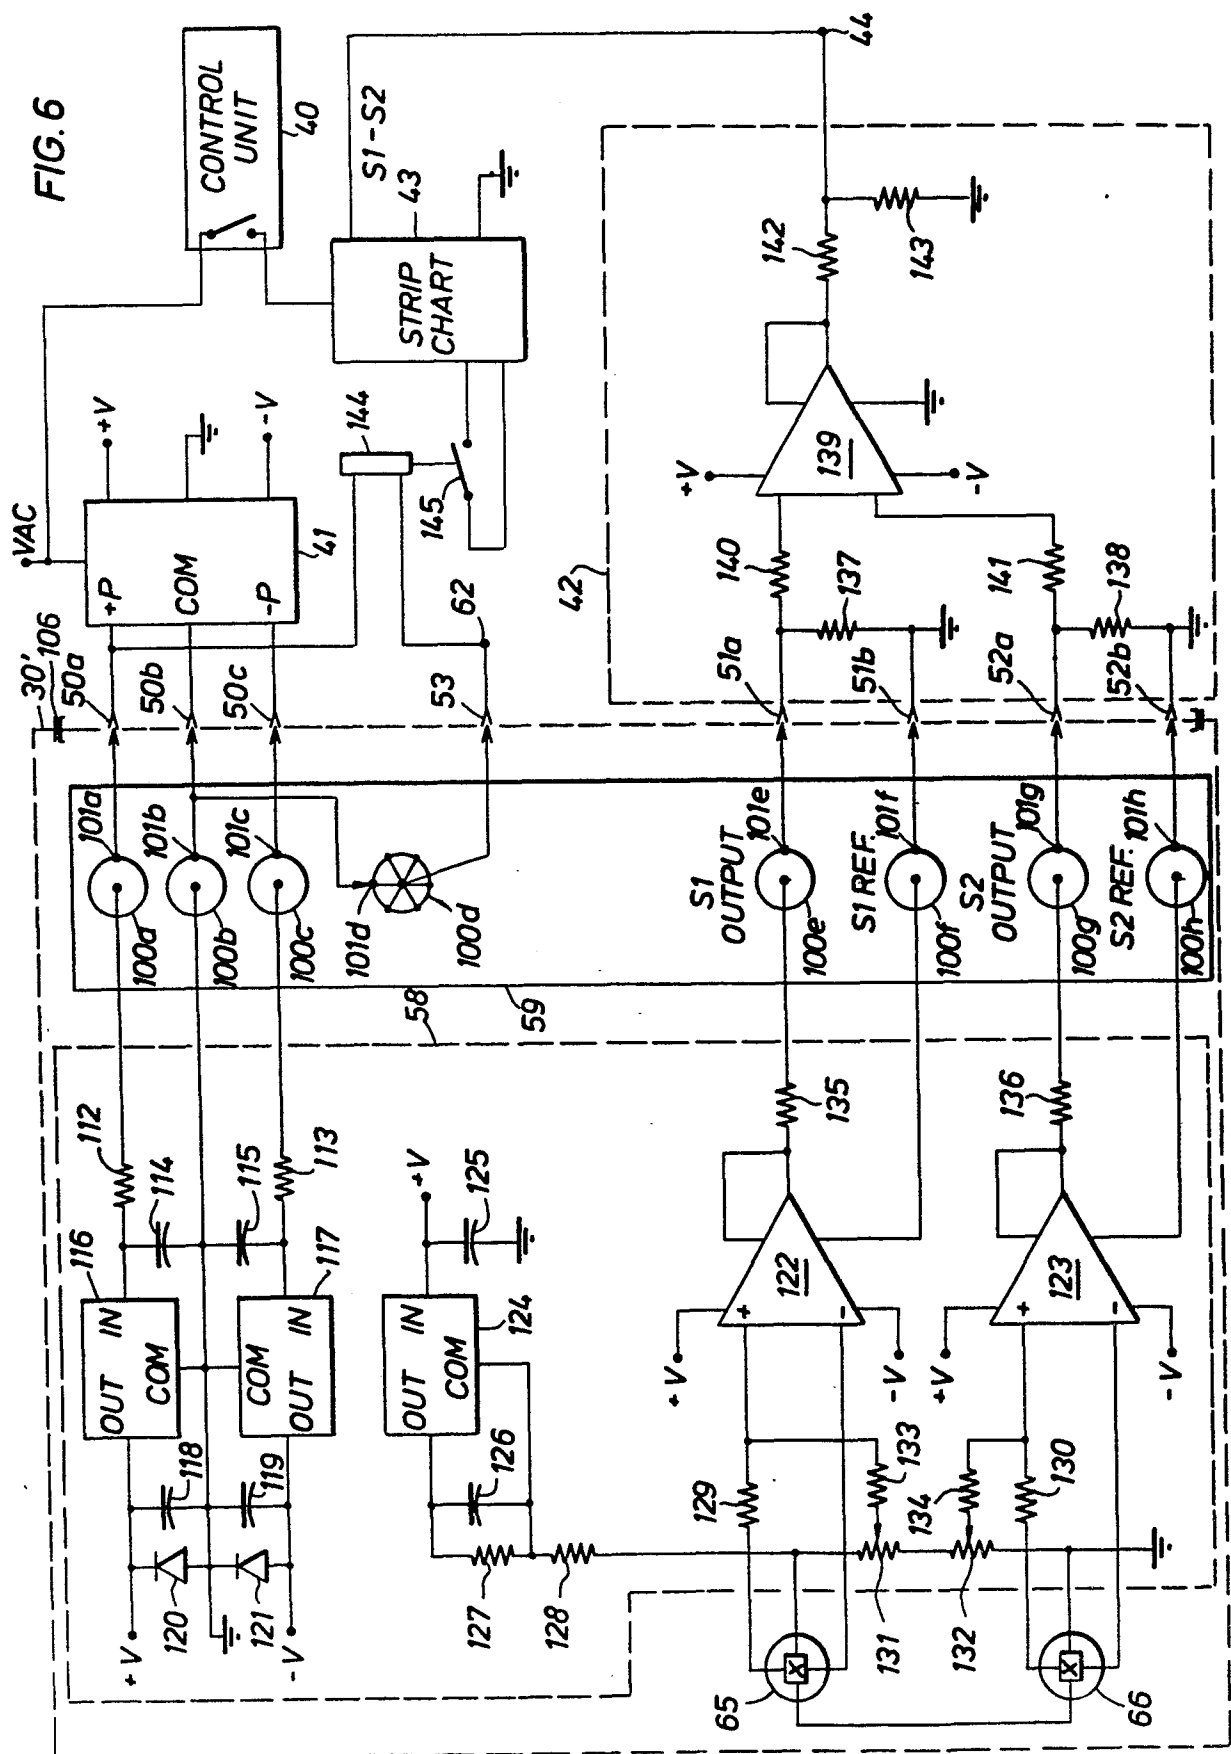 FIG. 6
VAC
CONTROL
UNIT
40
+P
COM
-P
41
+V
-V
S1-S2
43
STRIP
CHART
44
144
145
30'
106
50a
50b
50c
53
62
42
51a
51b
52a
52b
140
137
141
138
139
+V
-V
142
143
101a
101b
101c
101d
100a
100b
100c
100d
S1
OUTPUT
101e
100e
S1 REF.
101f
100f
S2
OUTPUT
101g
100g
S2 REF.
101h
100h
58
59
112
114
115
113
116
OUT IN
COM
117
COM
OUT IN
118
119
120
121
+V
-V
+V
125
124
OUT IN
COM
126
127
128
135
136
122
+
-
123
+
-
+V
-V
+V
-V
129
133
134
130
131
132
65
X
66
X